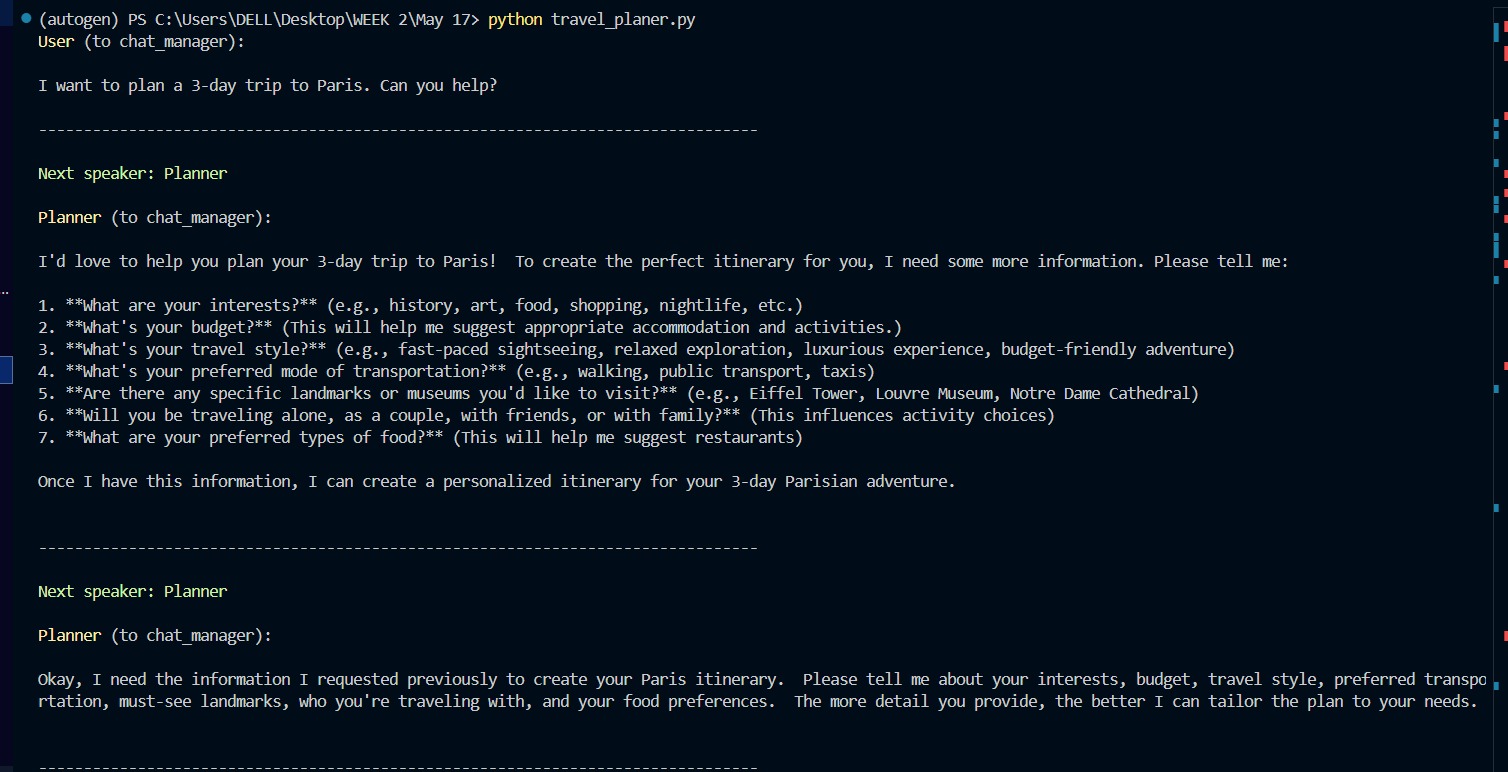 (autogen) PS C:\Users\DELL\Desktop\WEEK 2\May 17> python travel_planer.py
User (to chat_manager):
I want to plan a 3-day trip to Paris. Can you help?
--------------------------------------------------------------------------------
Next speaker: Planner
Planner (to chat_manager):
I'd love to help you plan your 3-day trip to Paris!  To create the perfect itinerary for you, I need some more information. Please tell me:
1. **What are your interests?** (e.g., history, art, food, shopping, nightlife, etc.)
2. **What's your budget?** (This will help me suggest appropriate accommodation and activities.)
3. **What's your travel style?** (e.g., fast-paced sightseeing, relaxed exploration, luxurious experience, budget-friendly adventure)
4. **What's your preferred mode of transportation?** (e.g., walking, public transport, taxis)
5. **Are there any specific landmarks or museums you'd like to visit?** (e.g., Eiffel Tower, Louvre Museum, Notre Dame Cathedral)
6. **Will you be traveling alone, as a couple, with friends, or with family?** (This influences activity choices)
7. **What are your preferred types of food?** (This will help me suggest restaurants)
Once I have this information, I can create a personalized itinerary for your 3-day Parisian adventure.
--------------------------------------------------------------------------------
Next speaker: Planner
Planner (to chat_manager):
Okay, I need the information I requested previously to create your Paris itinerary.  Please tell me about your interests, budget, travel style, preferred transpo
rtation, must-see landmarks, who you're traveling with, and your food preferences.  The more detail you provide, the better I can tailor the plan to your needs.
--------------------------------------------------------------------------------